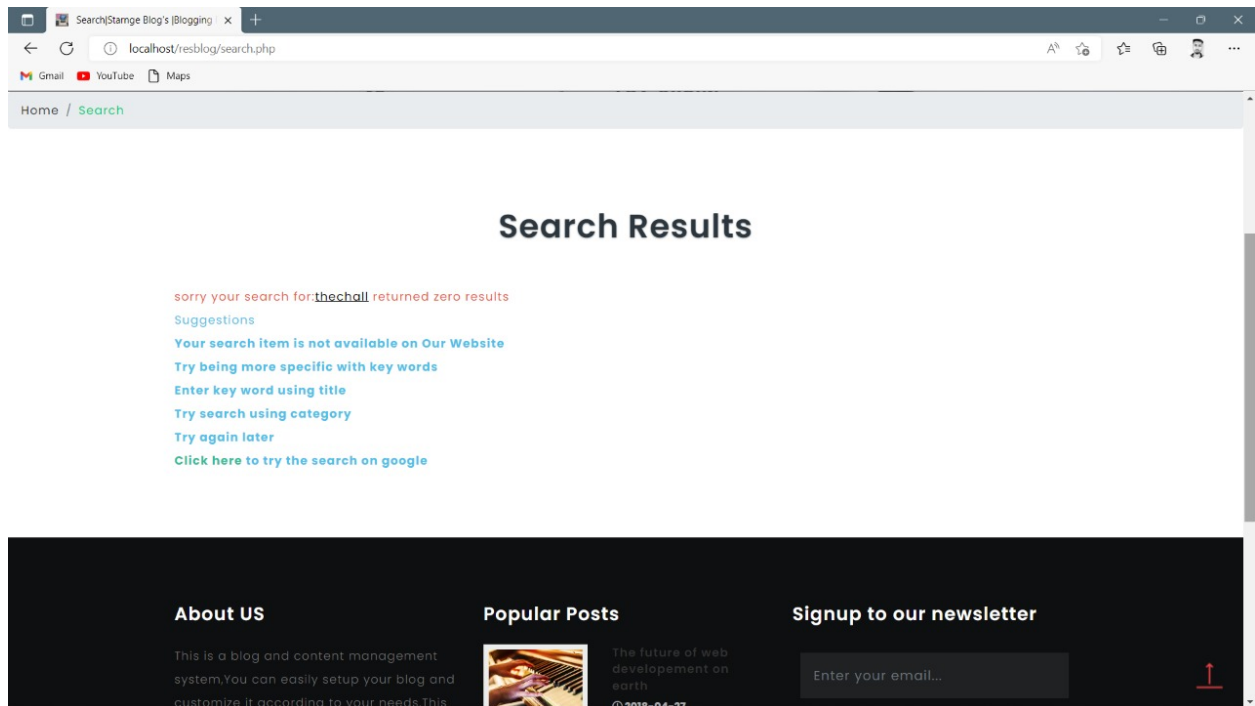 Search|Starnge Blog's |Blogging
localhost/resblog/search.php
Gmail YouTube Maps
Home / Search
Search Results
sorry your search for:thechall returned zero results
Suggestions
Your search item is not available on Our Website
Try being more specific with key words
Enter key word using title
Try search using category
Try again later
Click here to try the search on google
About US
This is a blog and content management
system,You can easily setup your blog and
customize it according to your needs.This
Popular Posts
The future of web
developement on
earth
2018-04-27
Signup to our newsletter
Enter your email...